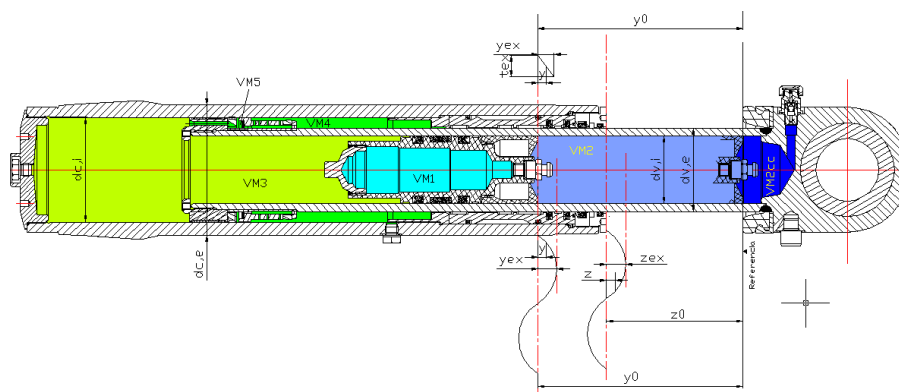 y0
yex
tex
y
VM5
VM4
dc,i
VM2
VM3
VM1
dv,i
dv,e
VM2cc
dc,e
y
yex
zex
z
Referencia
z0
y0